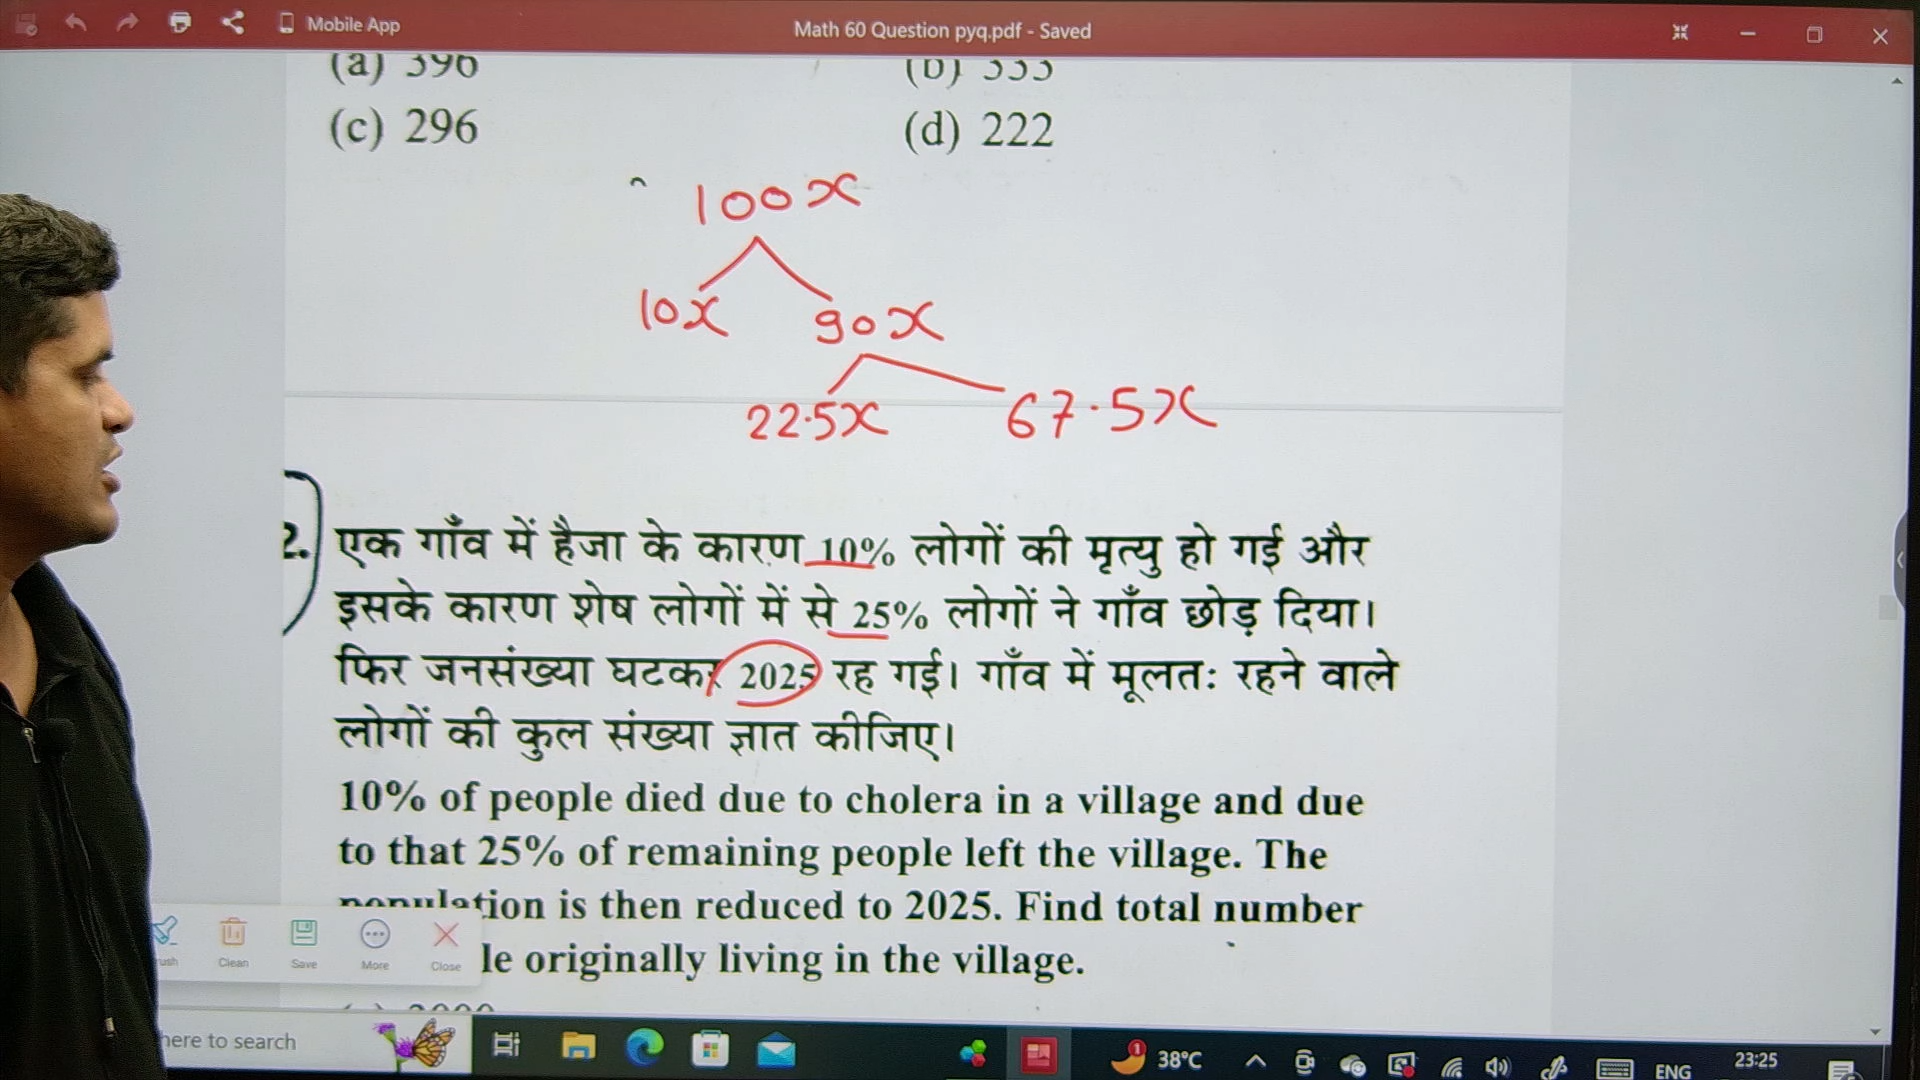 Mobile App
Math 60 Question pyq.pdf - Saved
(a) 396 (b) 333
(c) 296 (d) 222
100x
10x 90x
22.5x 67.5x
2. एक गाँव में हैजा के कारण 10% लोगों की मृत्यु हो गई और
इसके कारण शेष लोगों में से 25% लोगों ने गाँव छोड़ दिया।
फिर जनसंख्या घटकर 2025 रह गई। गाँव में मूलतः रहने वाले
लोगों की कुल संख्या ज्ञात कीजिए।
10% of people died due to cholera in a village and due
to that 25% of remaining people left the village. The
population is then reduced to 2025. Find total number
le originally living in the village.
Clean Save More Close
here to search
1 38°C ENG 23:25